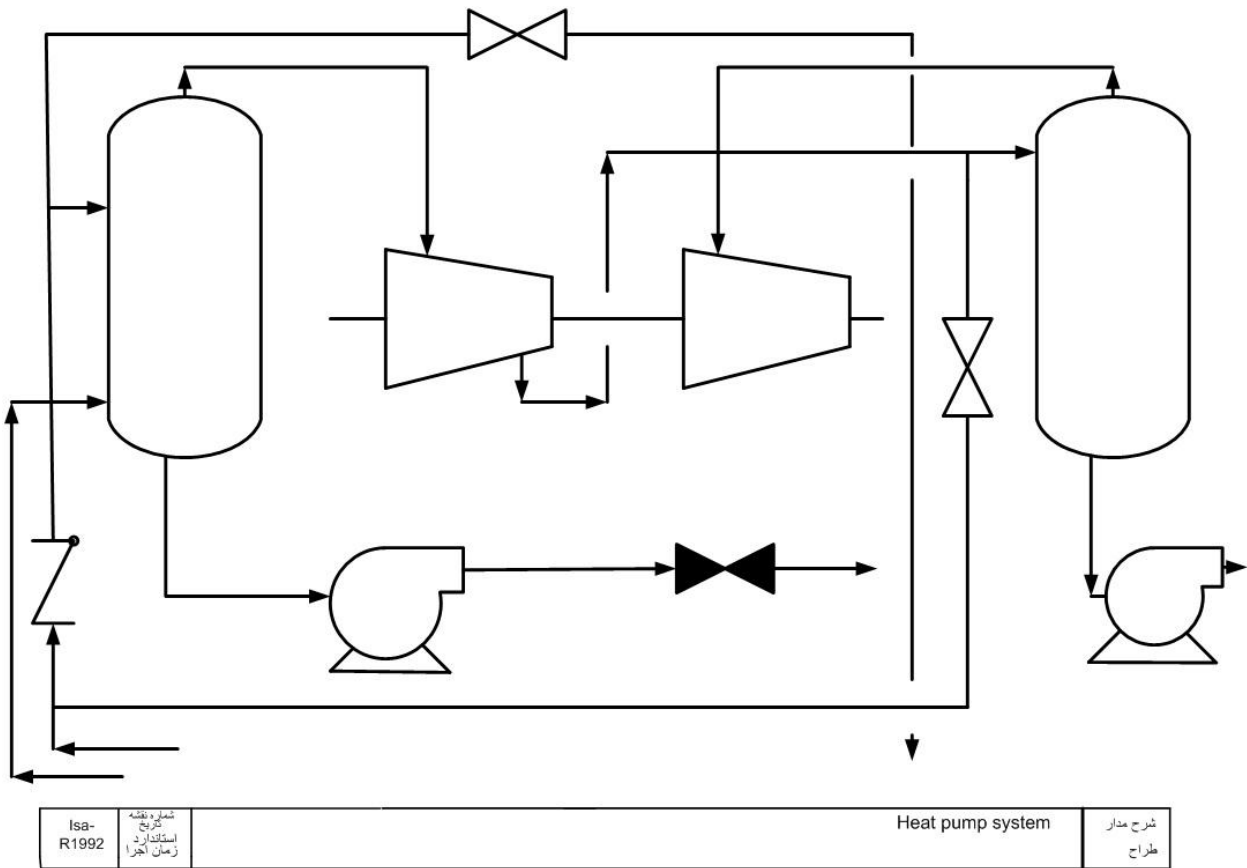 Isa-
R1992
شماره نقشه
تاریخ
استاندارد
زمان اجرا
Heat pump system
شرح مدار
طراح